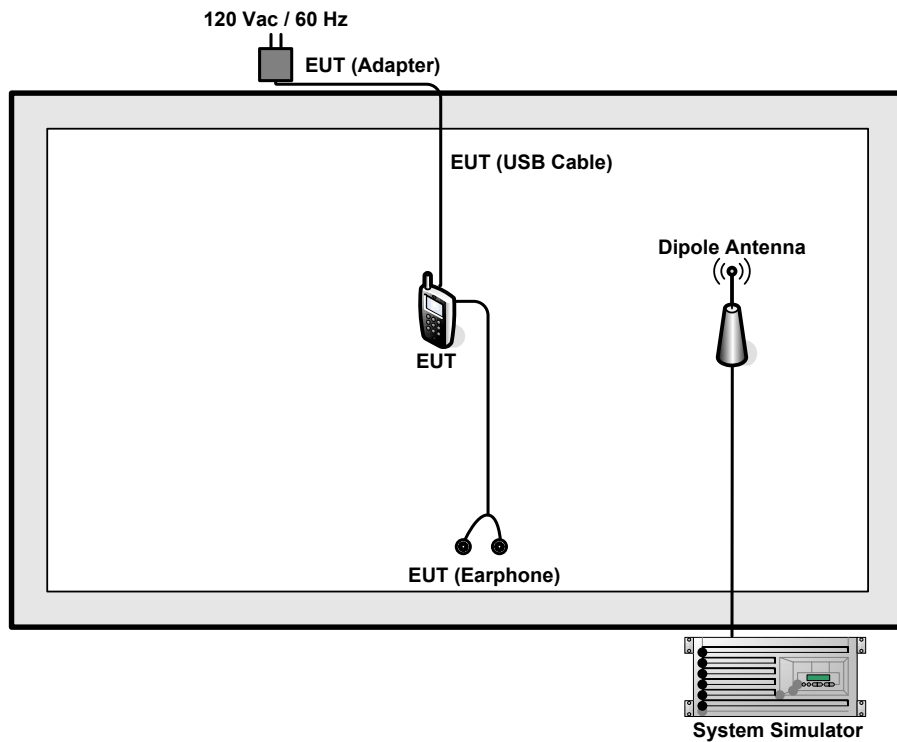 120 Vac / 60 Hz
EUT (Adapter)
EUT (USB Cable)
Dipole Antenna
EUT
EUT (Earphone)
System Simulator